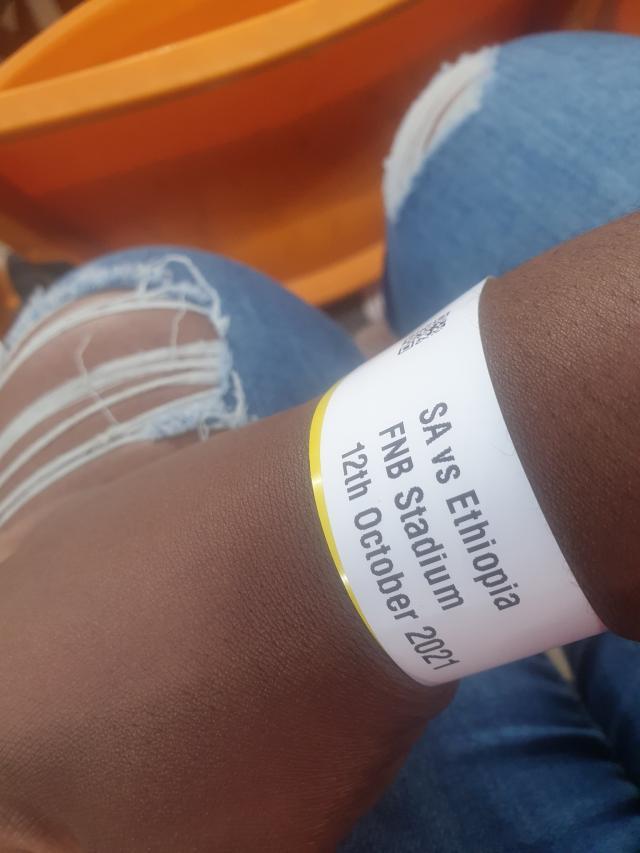 SA vs Ethiopia
FNB Stadium
12th October 2021